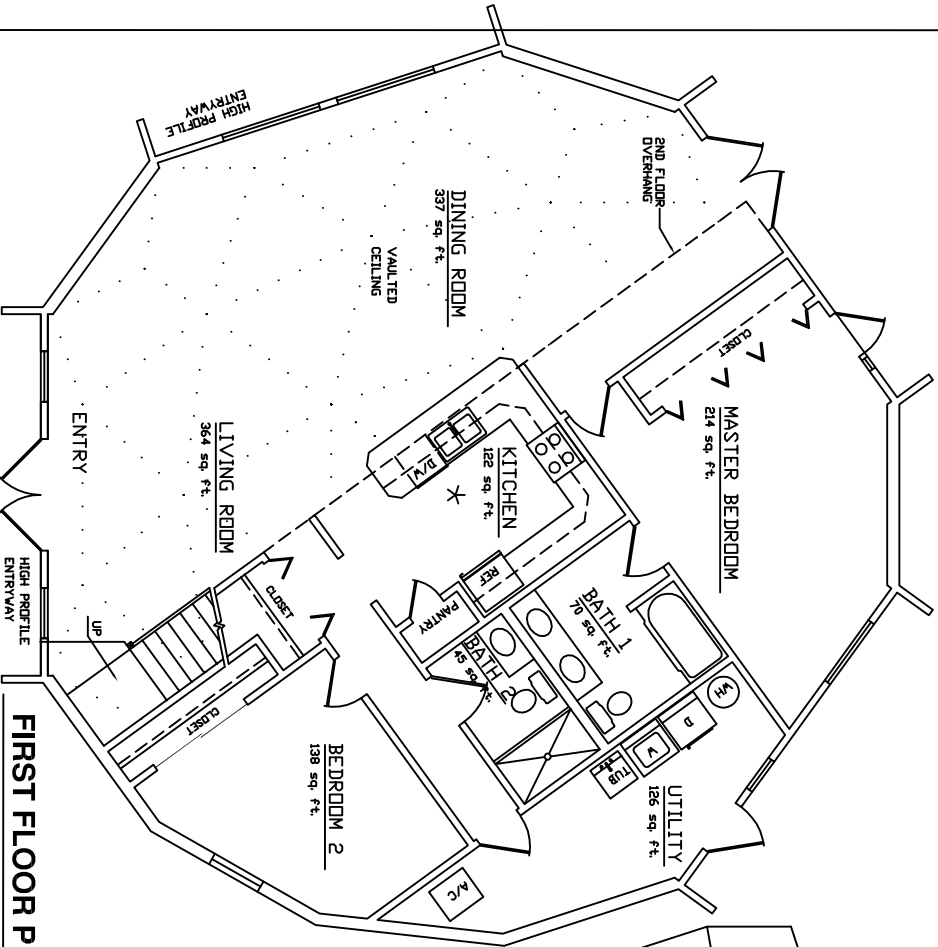 HIGH PROFILE
ENTRYWAY
2ND FLOOR
OVERHANG
DINING ROOM
337 sq. ft.
VAULTED
CEILING
CLOSET
MASTER BEDROOM
214 sq. ft.
ENTRY
LIVING ROOM
364 sq. ft.
D/W
KITCHEN
122 sq. ft.
REF
PANTRY
BATH 1
70 sq. ft.
BATH 2
45 sq. ft.
CLOSET
HIGH PROFILE
ENTRYWAY
UP
CLOSET
BEDROOM 2
138 sq. ft.
WH
D
W
TUB
UTILITY
126 sq. ft.
A/C
FIRST FLOOR P